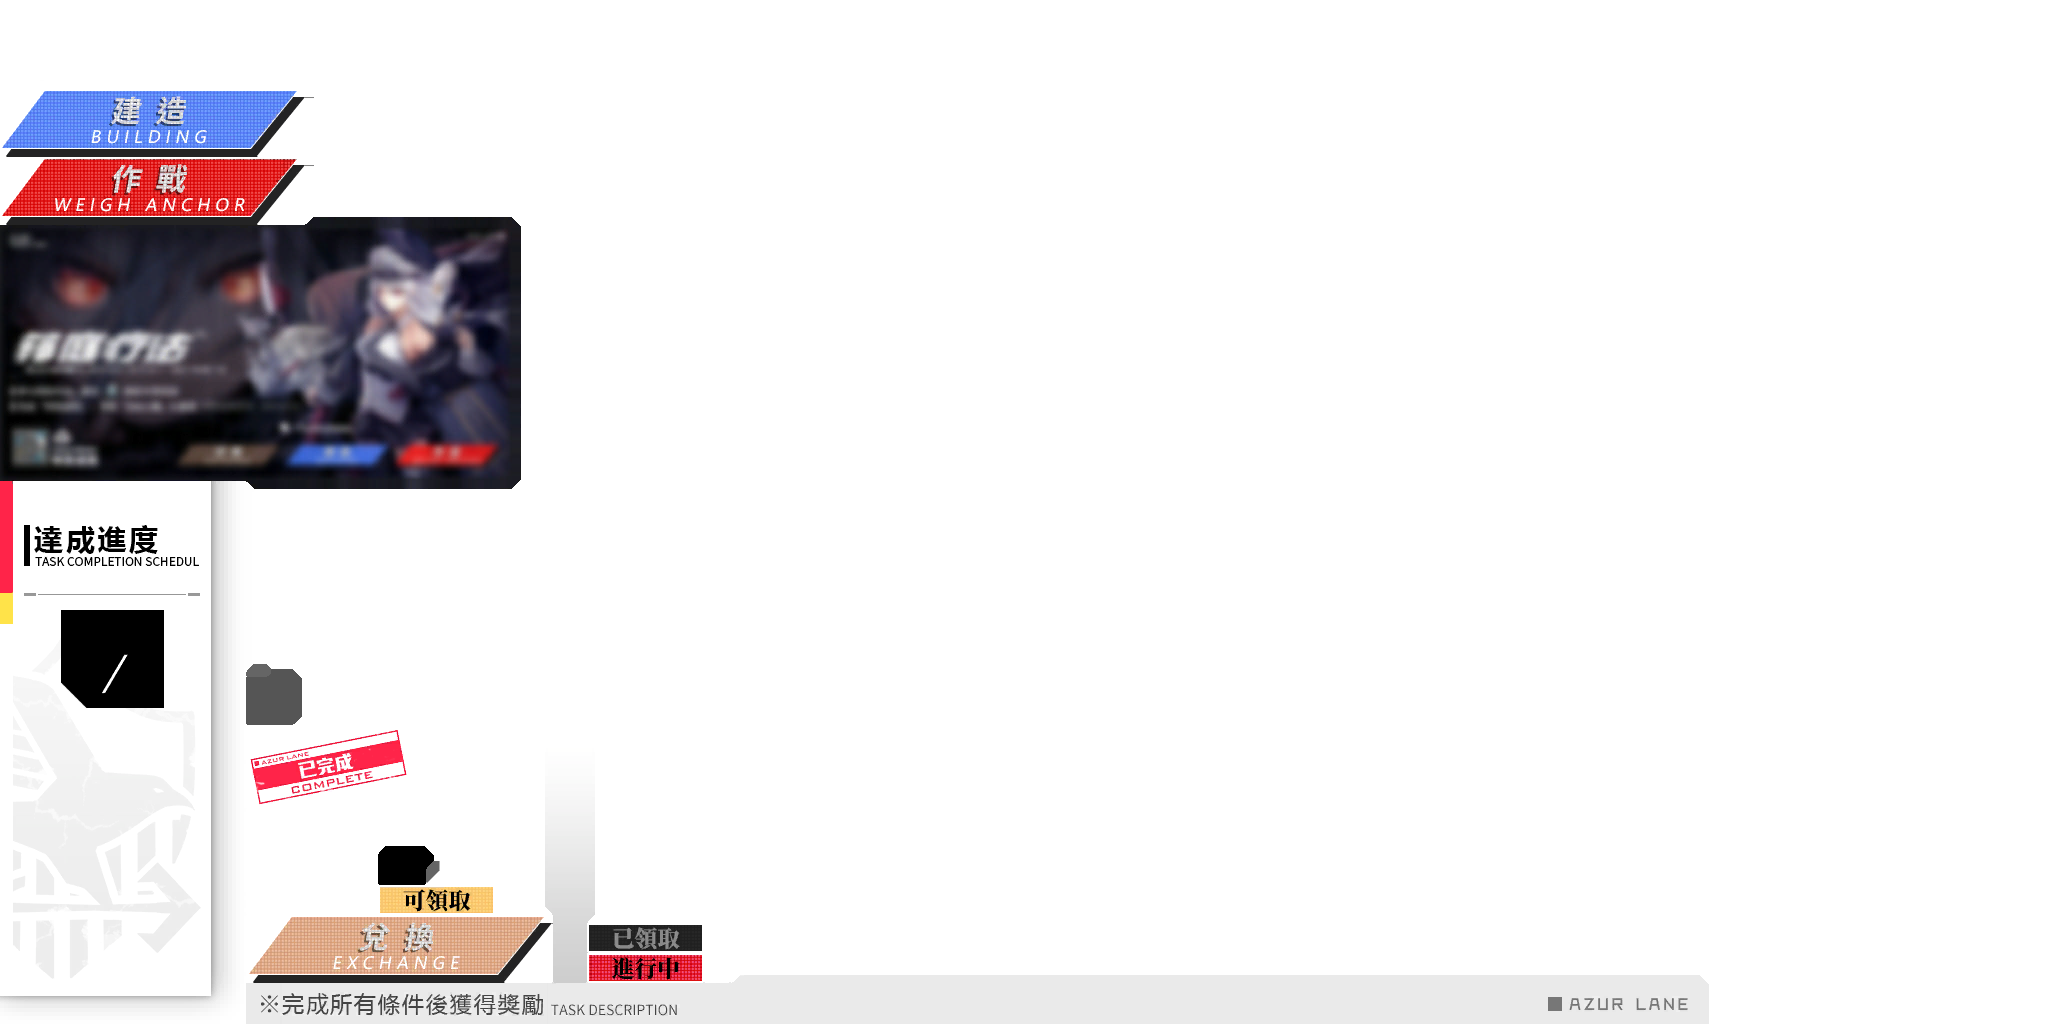 建造
BUILDING
作戰
WEIGH ANCHOR
達成進度
TASK COMPLETION SCHEDUL
/
AZUR LANE
已完成
COMPLETE
可領取
兌換
EXCHANGE
已領取
進行中
※完成所有條件後獲得獎勵 TASK DESCRIPTION
AZUR LANE